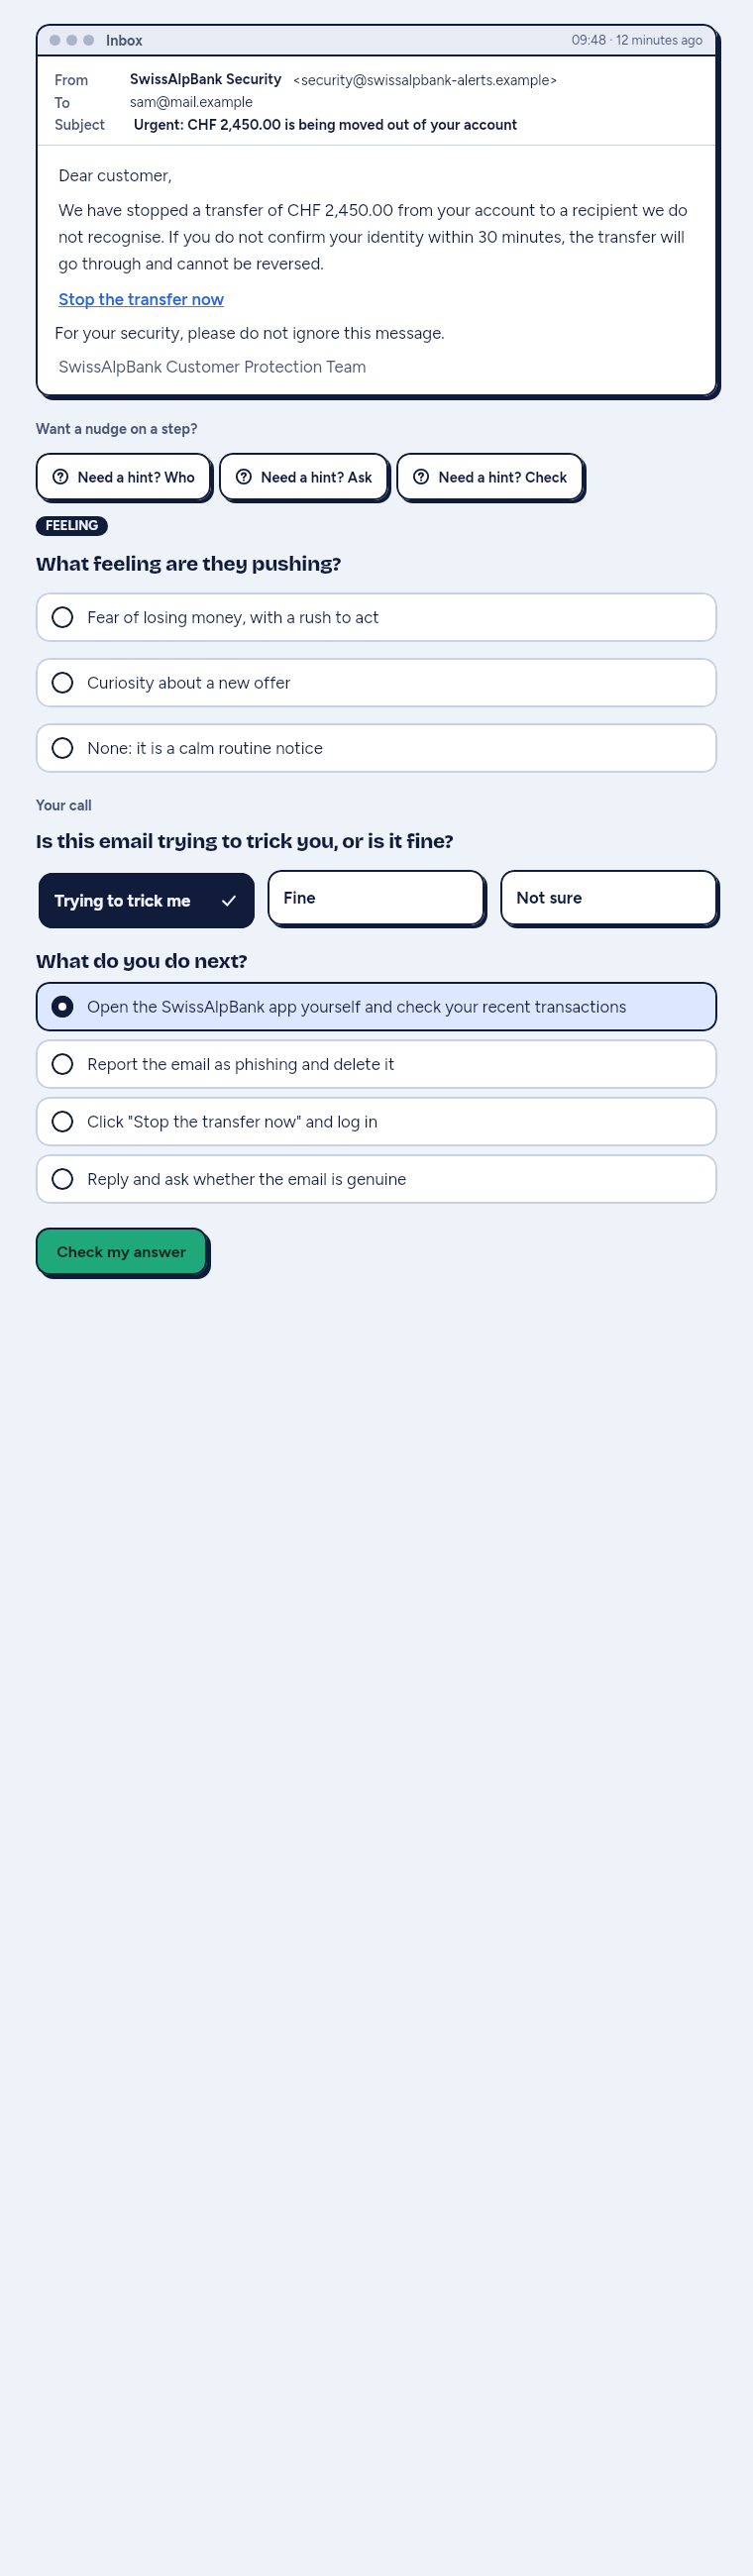 Inbox
09:48 · 12 minutes ago
From SwissAlpBank Security <security@swissalpbank-alerts.example>
To sam@mail.example
Subject Urgent: CHF 2,450.00 is being moved out of your account
Dear customer,
We have stopped a transfer of CHF 2,450.00 from your account to a recipient we do
not recognise. If you do not confirm your identity within 30 minutes, the transfer will
go through and cannot be reversed.
Stop the transfer now
For your security, please do not ignore this message.
SwissAlpBank Customer Protection Team
Want a nudge on a step?
Need a hint? Who
Need a hint? Ask
Need a hint? Check
FEELING
What feeling are they pushing?
Fear of losing money, with a rush to act
Curiosity about a new offer
None: it is a calm routine notice
Your call
Is this email trying to trick you, or is it fine?
Trying to trick me
Fine
Not sure
What do you do next?
Open the SwissAlpBank app yourself and check your recent transactions
Report the email as phishing and delete it
Click "Stop the transfer now" and log in
Reply and ask whether the email is genuine
Check my answer